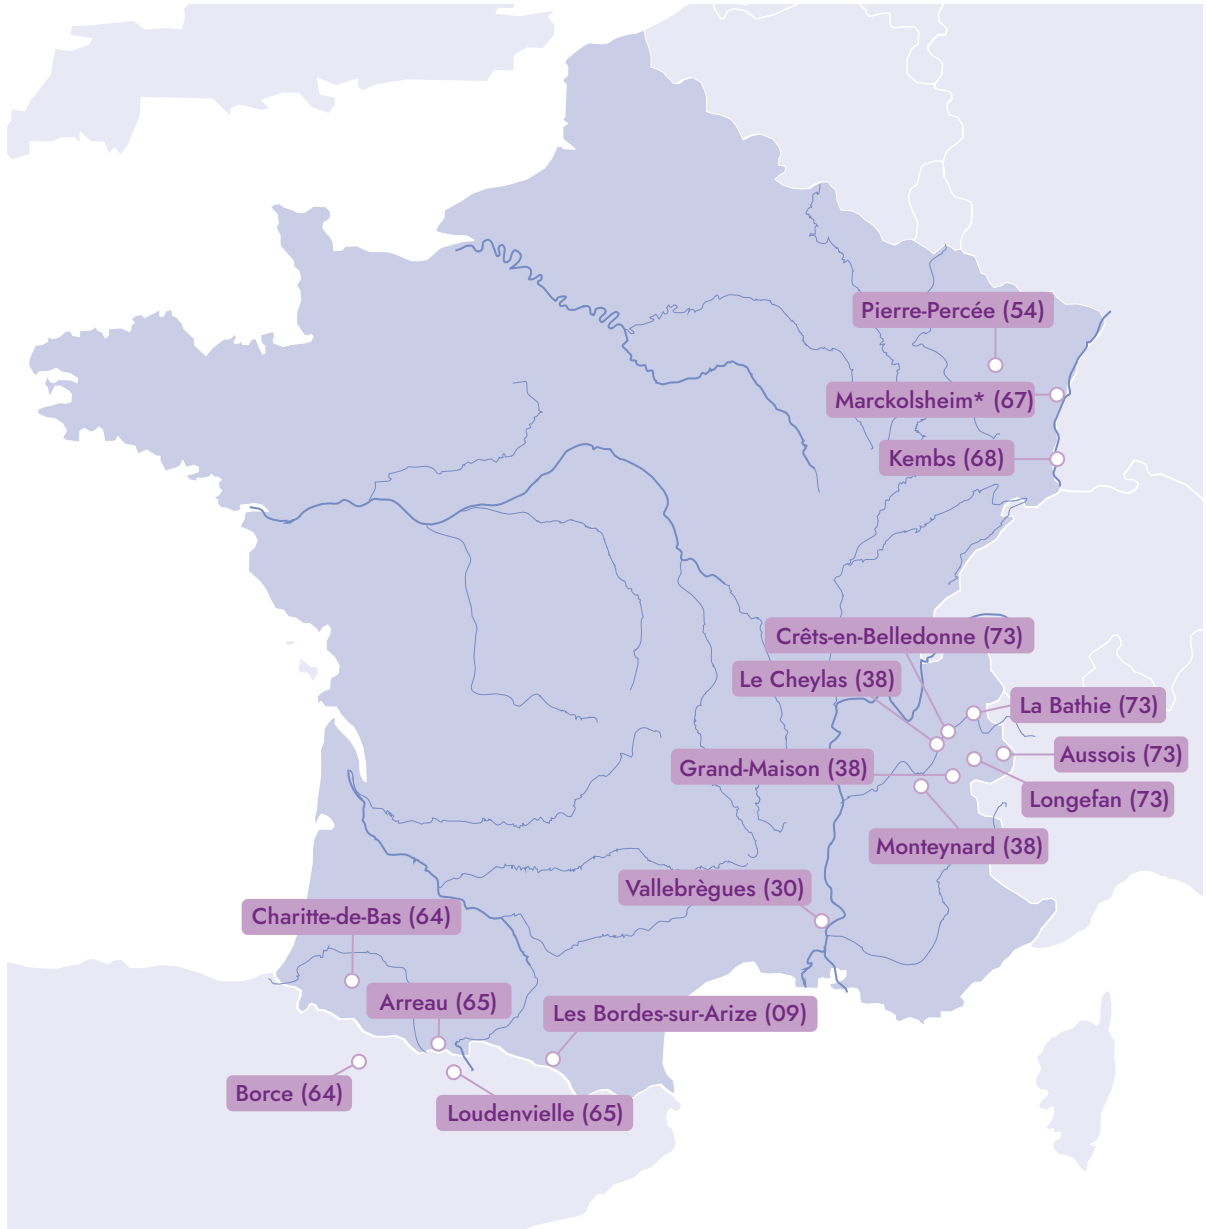 Pierre-Percée (54)
Marckolsheim* (67)
Kembs (68)
Crêts-en-Belledonne (73)
Le Cheylas (38)
La Bathie (73)
Aussois (73)
Grand-Maison (38)
Longefan (73)
Monteynard (38)
Vallebrègues (30)
Charitte-de-Bas (64)
Arreau (65)
Les Bordes-sur-Arize (09)
Borce (64)
Loudenvielle (65)